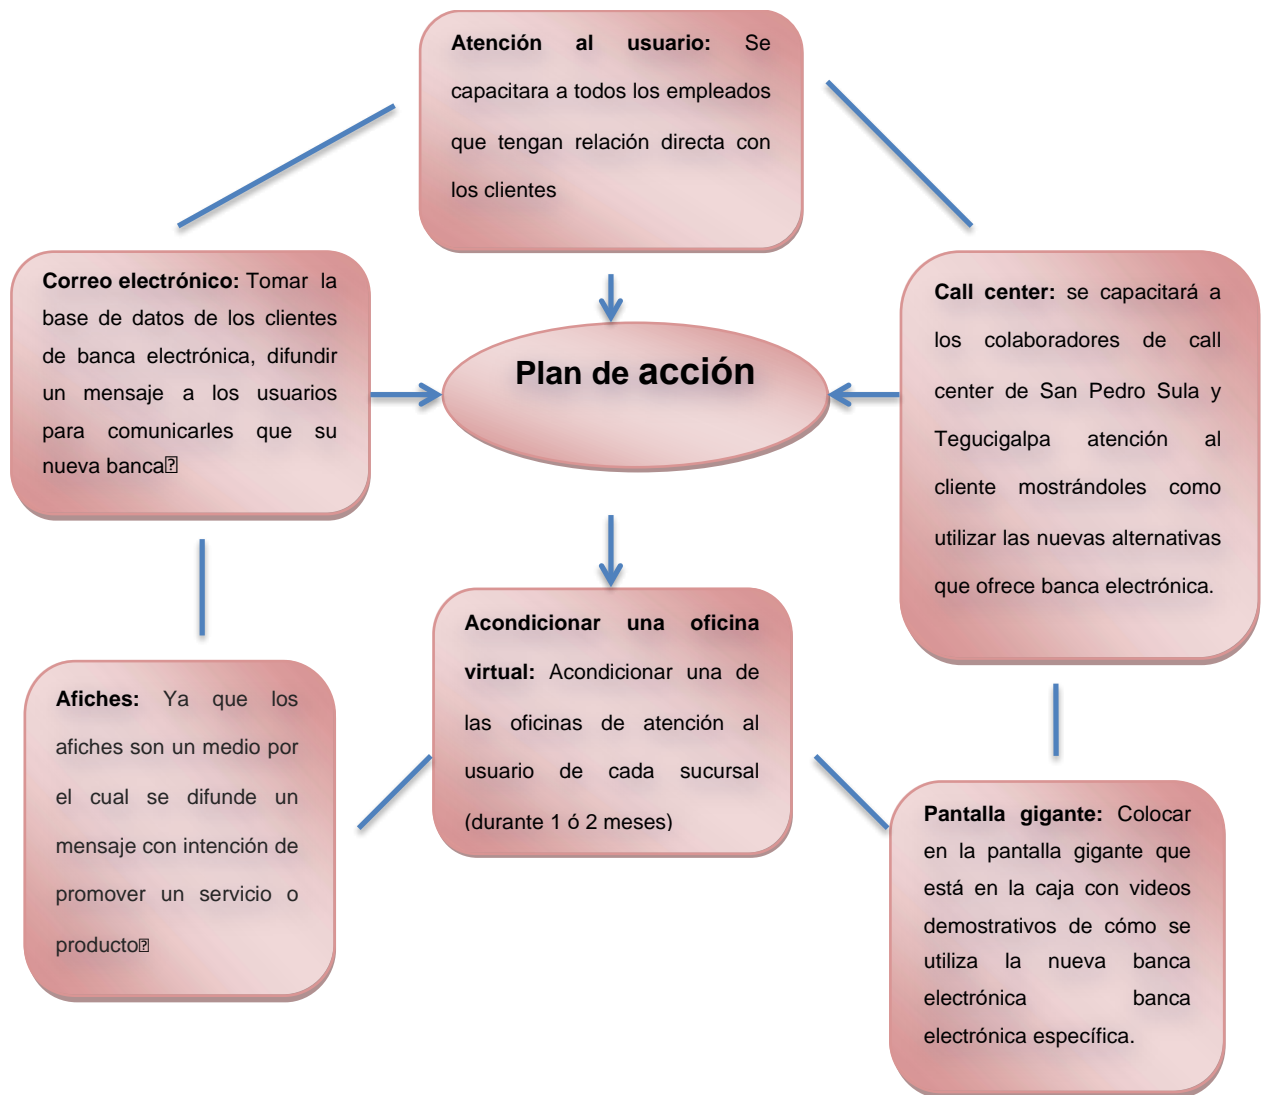 Atención al usuario: Se
capacitara a todos los empleados
que tengan relación directa con
los clientes
Correo electrónico: Tomar la
base de datos de los clientes
de banca electrónica, difundir
un mensaje a los usuarios
para comunicarles que su
nueva banca
Plan de acción
Call center: se capacitará a
los colaboradores de call
center de San Pedro Sula y
Tegucigalpa atención al
cliente mostrándoles como
utilizar las nuevas alternativas
que ofrece banca electrónica.
Afiches: Ya que los
afiches son un medio por
el cual se difunde un
mensaje con intención de
promover un servicio o
producto
Acondicionar una oficina
virtual: Acondicionar una de
las oficinas de atención al
usuario de cada sucursal
(durante 1 ó 2 meses)
Pantalla gigante: Colocar
en la pantalla gigante que
está en la caja con videos
demostrativos de cómo se
utiliza la nueva banca
electrónica banca
electrónica específica.